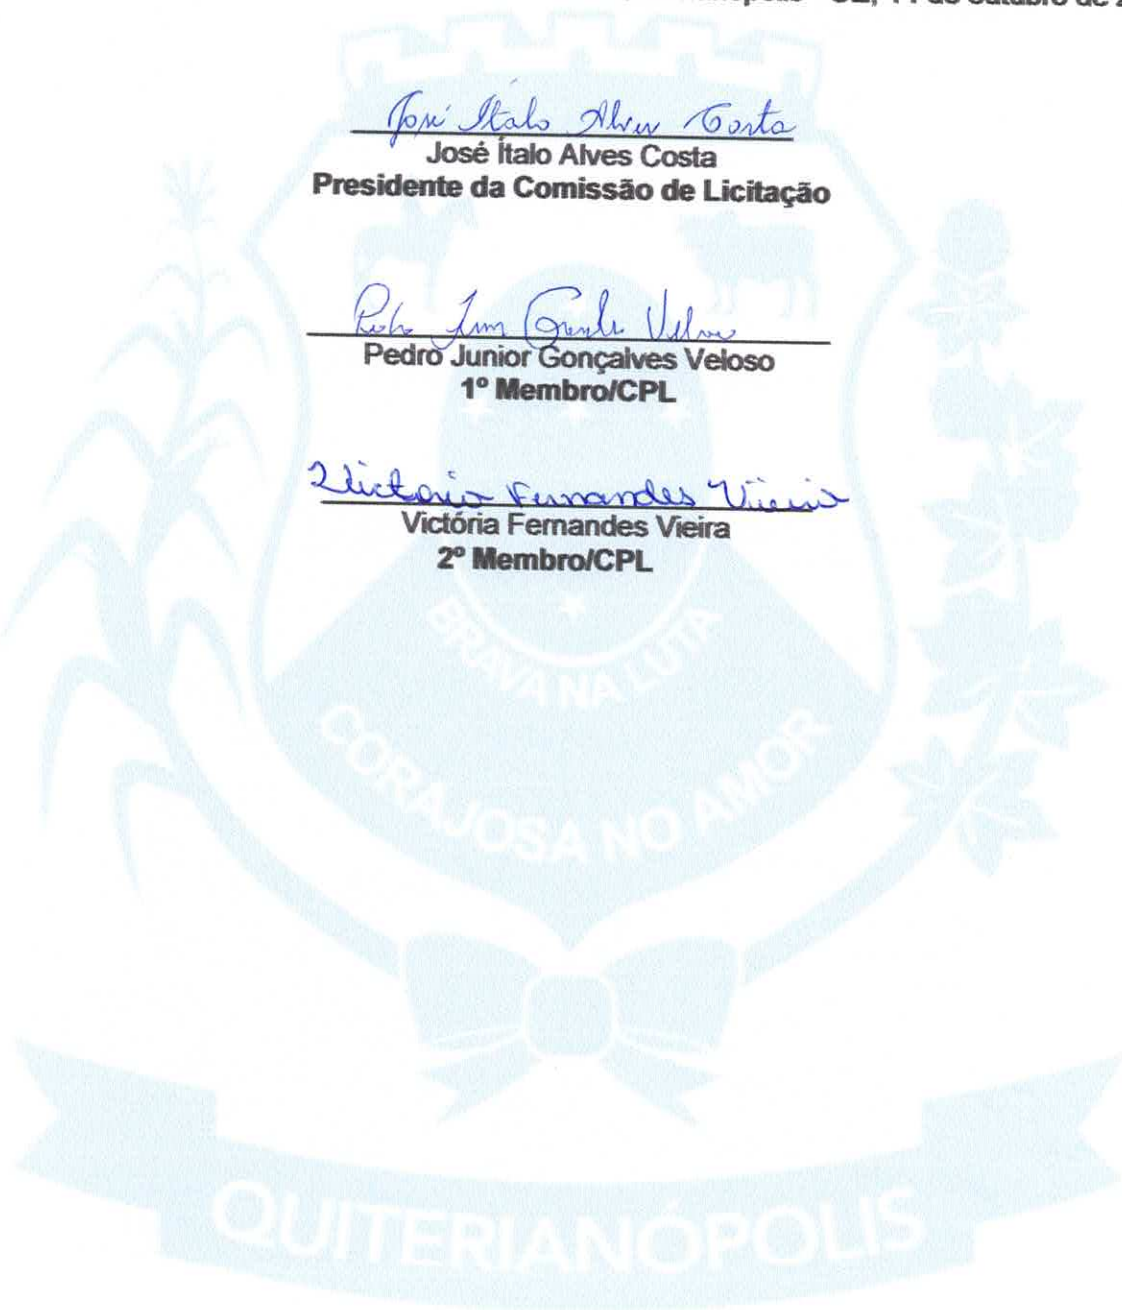 José Ítalo Alves Costa
José Ítalo Alves Costa
Presidente da Comissão de Licitação
Pedro Junior Gonçalves Veloso
1º Membro/CPL
Victoria Fernandes Vieira
Victória Fernandes Vieira
2º Membro/CPL
BRAVA NA LUTA
CORAJOSA NO AMOR
QUITERIANÓPOLIS